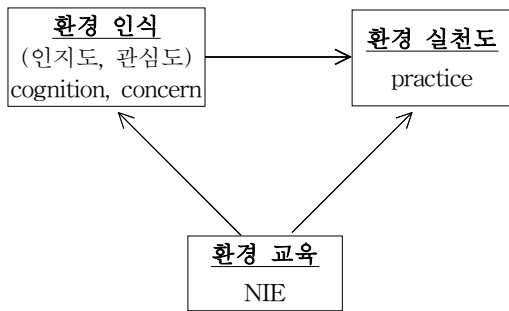 환경 인식
(인지도, 관심도)
cognition, concern
환경 실천도
practice
환경 교육
NIE